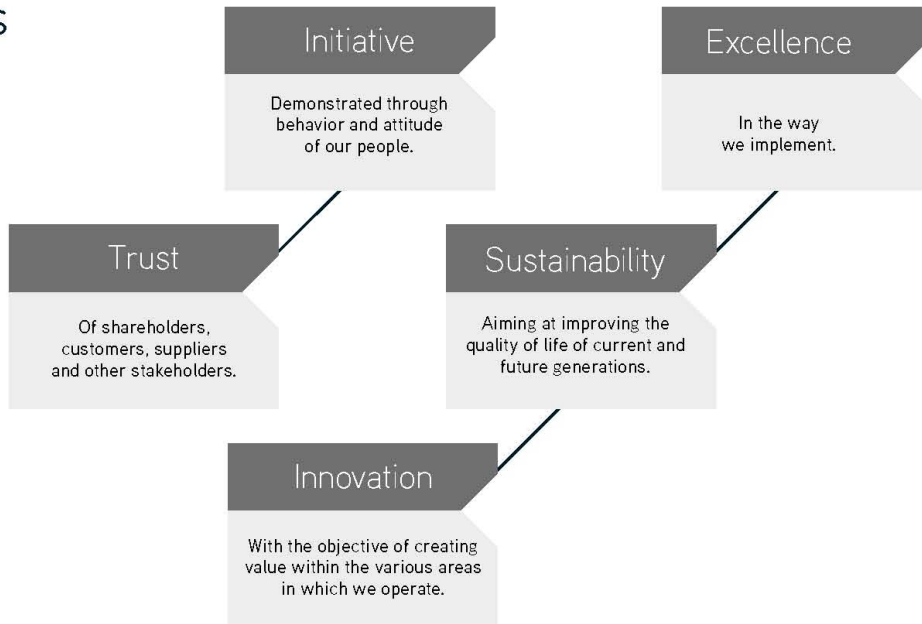 Initiative
Demonstrated through
behavior and attitude
of our people.
Excellence
In the way
we implement.
Trust
Of shareholders,
customers, suppliers
and other stakeholders.
Sustainability
Aiming at improving the
quality of life of current and
future generations.
Innovation
With the objective of creating
value within the various areas
in which we operate.